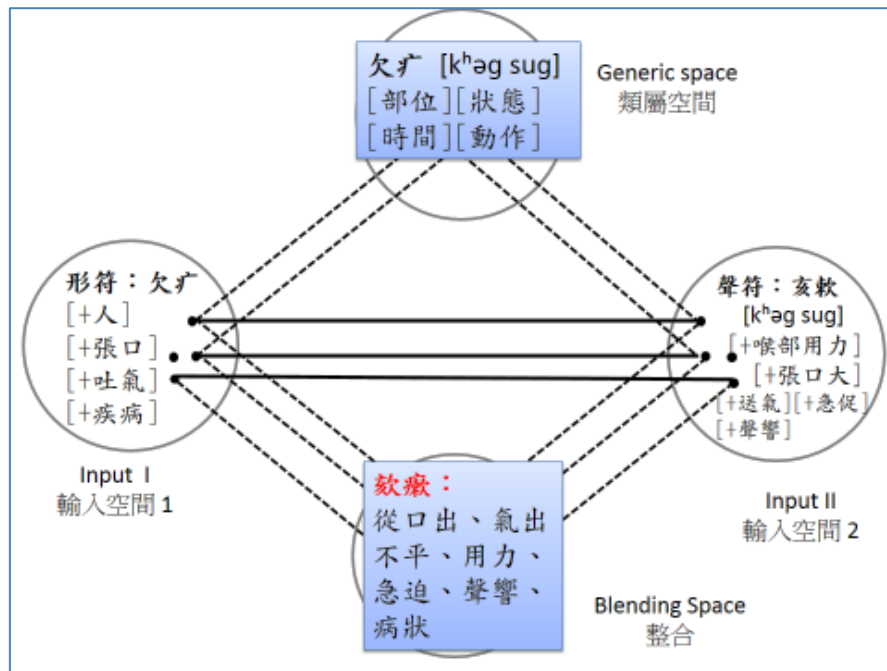 欠疒 [kʰəg sug]
[部位][狀態]
[時間][動作]
Generic space
類屬空間
形符：欠疒
[+人]
[+張口]
[+吐氣]
[+疾病]
Input I
輸入空間 1
聲符：亥欶
[kʰəg sug]
[+喉部用力]
[+張口大]
[+送氣][+急促]
[+聲響]
Input II
輸入空間 2
欬瘷：
從口出、氣出
不平、用力、
急迫、聲響、
病狀
Blending Space
整合